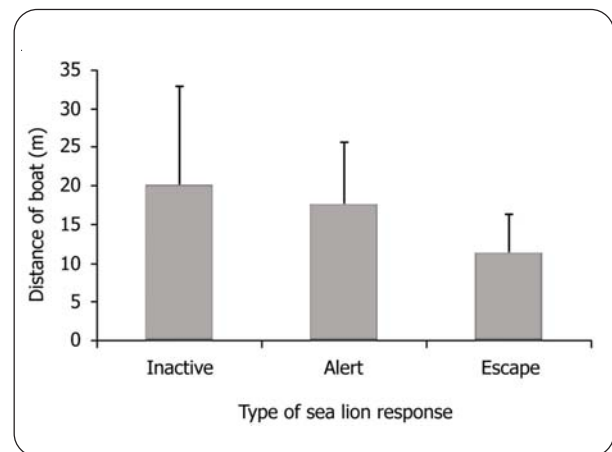 35
30
25
20
15
10
5
0
Distance of boat (m)
Inactive Alert Escape
Type of sea lion response